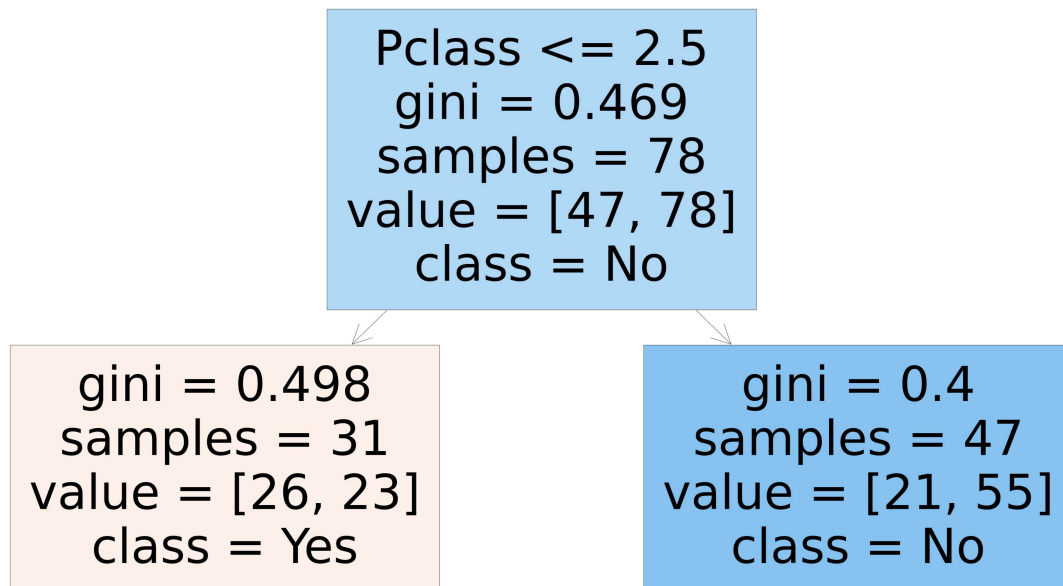 Pclass <= 2.5
gini = 0.469
samples = 78
value = [47, 78]
class = No
gini = 0.498
samples = 31
value = [26, 23]
class = Yes
gini = 0.4
samples = 47
value = [21, 55]
class = No